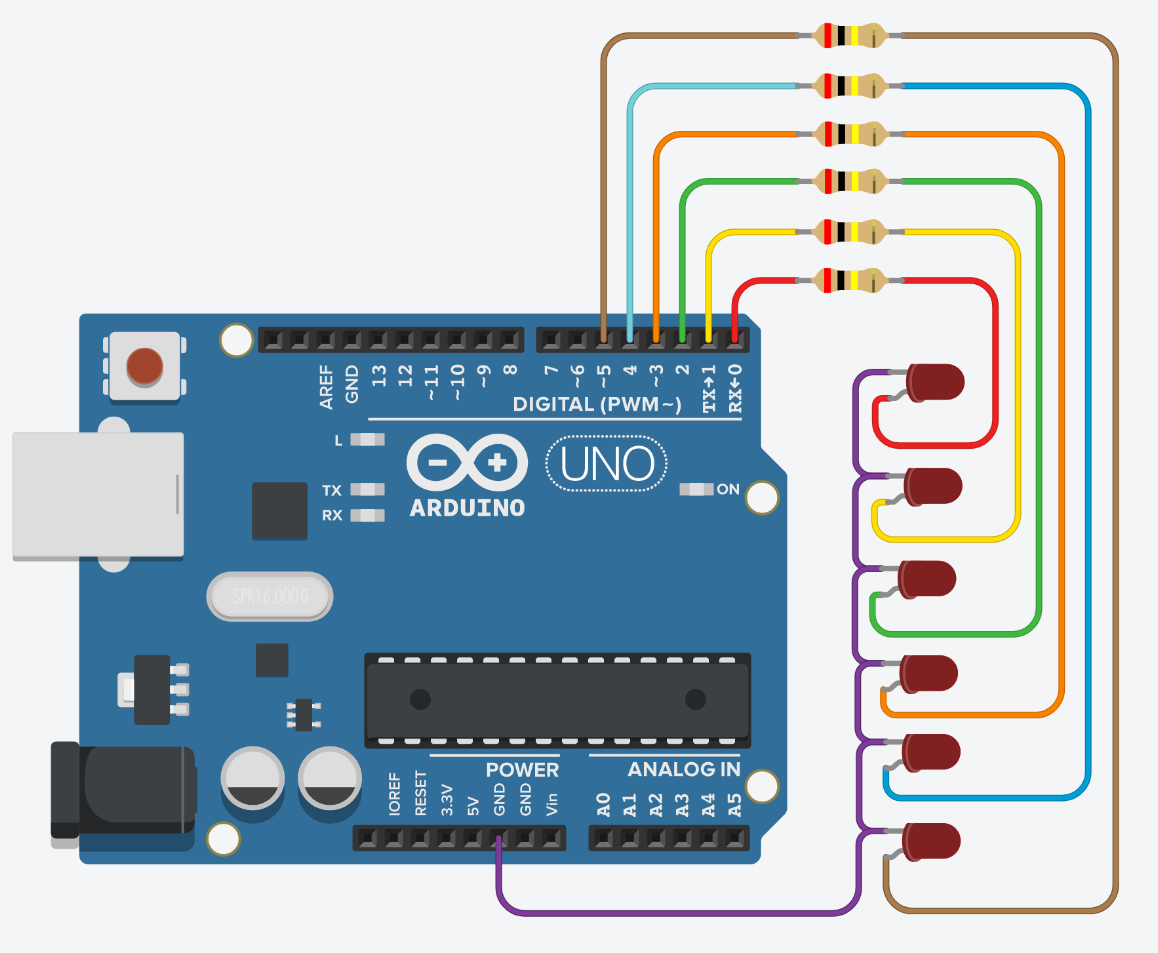 AREF
GND
13
12
~11
~10
~9
8
7
~6
~5
4
~3
2
TX→1
RX←0
DIGITAL (PWM~)
L
TX
RX
ARDUINO
UNO
ON
SPK16.000G
POWER
ANALOG IN
IOREF
RESET
3.3V
5V
GND
GND
Vin
A0
A1
A2
A3
A4
A5